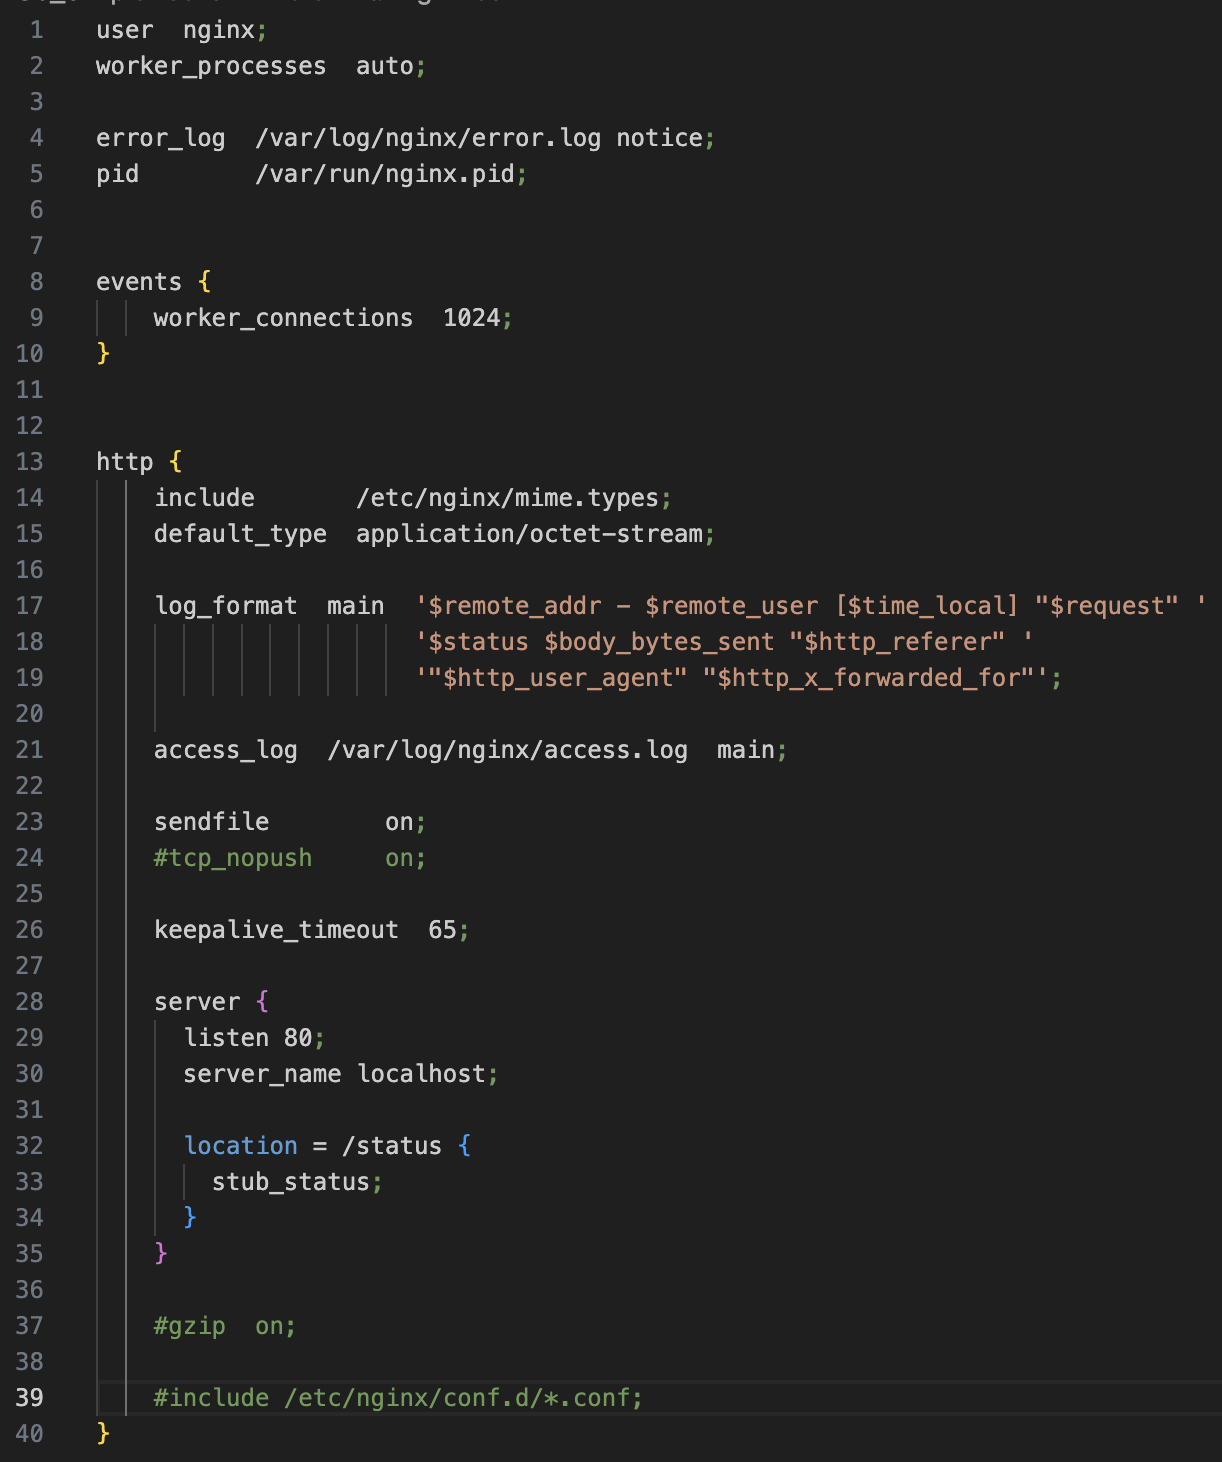 1 user  nginx;
2 worker_processes  auto;
3
4 error_log  /var/log/nginx/error.log notice;
5 pid        /var/run/nginx.pid;
6
7
8 events {
9     worker_connections  1024;
10 }
11
12
13 http {
14     include       /etc/nginx/mime.types;
15     default_type  application/octet-stream;
16
17     log_format  main  '$remote_addr - $remote_user [$time_local] "$request" '
18                       '$status $body_bytes_sent "$http_referer" '
19                       '"$http_user_agent" "$http_x_forwarded_for"';
20
21     access_log  /var/log/nginx/access.log  main;
22
23     sendfile        on;
24     #tcp_nopush     on;
25
26     keepalive_timeout  65;
27
28     server {
29       listen 80;
30       server_name localhost;
31
32       location = /status {
33         stub_status;
34       }
35     }
36
37     #gzip  on;
38
39     #include /etc/nginx/conf.d/*.conf;
40 }